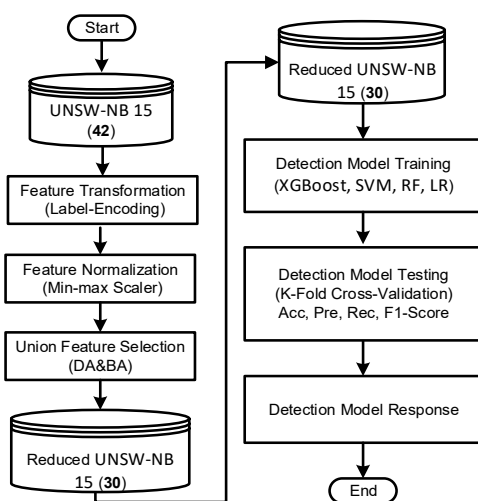 Start
UNSW-NB 15
(42)
Feature Transformation
(Label-Encoding)
Feature Normalization
(Min-max Scaler)
Union Feature Selection
(DA&BA)
Reduced UNSW-NB
15 (30)
Reduced UNSW-NB
15 (30)
Detection Model Training
(XGBoost, SVM, RF, LR)
Detection Model Testing
(K-Fold Cross-Validation)
Acc, Pre, Rec, F1-Score
Detection Model Response
End